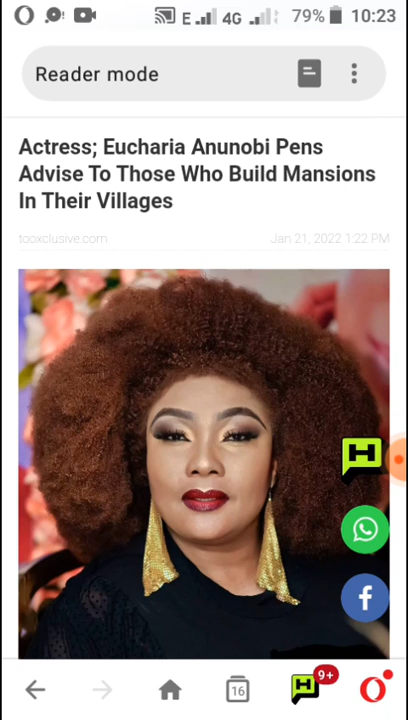 E 4G 79% 10:23
Reader mode
Actress; Eucharia Anunobi Pens
Advise To Those Who Build Mansions
In Their Villages
tooxclusive.com Jan 21, 2022 1:22 PM
H
f
16 H 9+